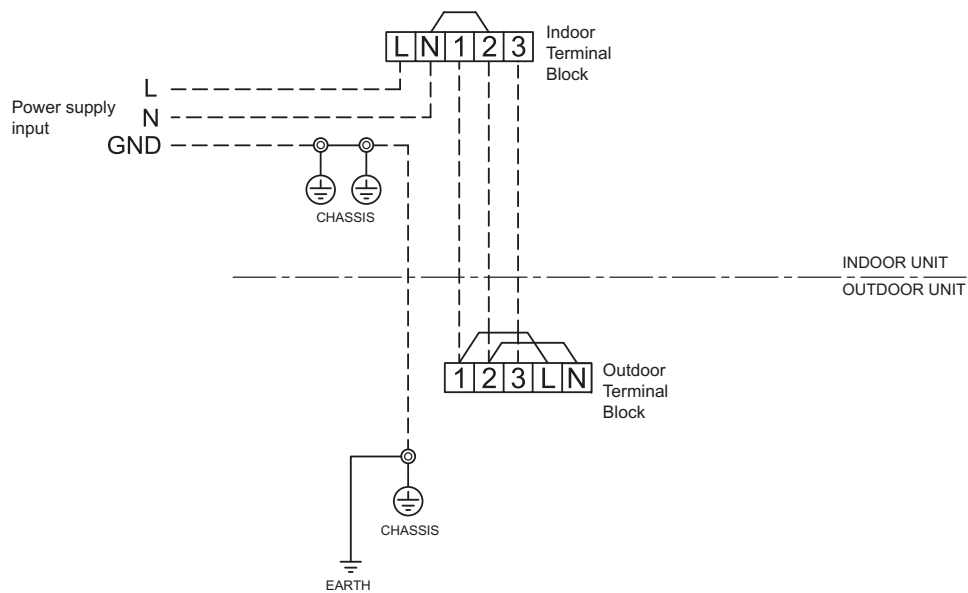 L N 1 2 3
Indoor
Terminal
Block
Power supply
input
L
N
GND
CHASSIS
INDOOR UNIT
OUTDOOR UNIT
1 2 3 L N
Outdoor
Terminal
Block
CHASSIS
EARTH